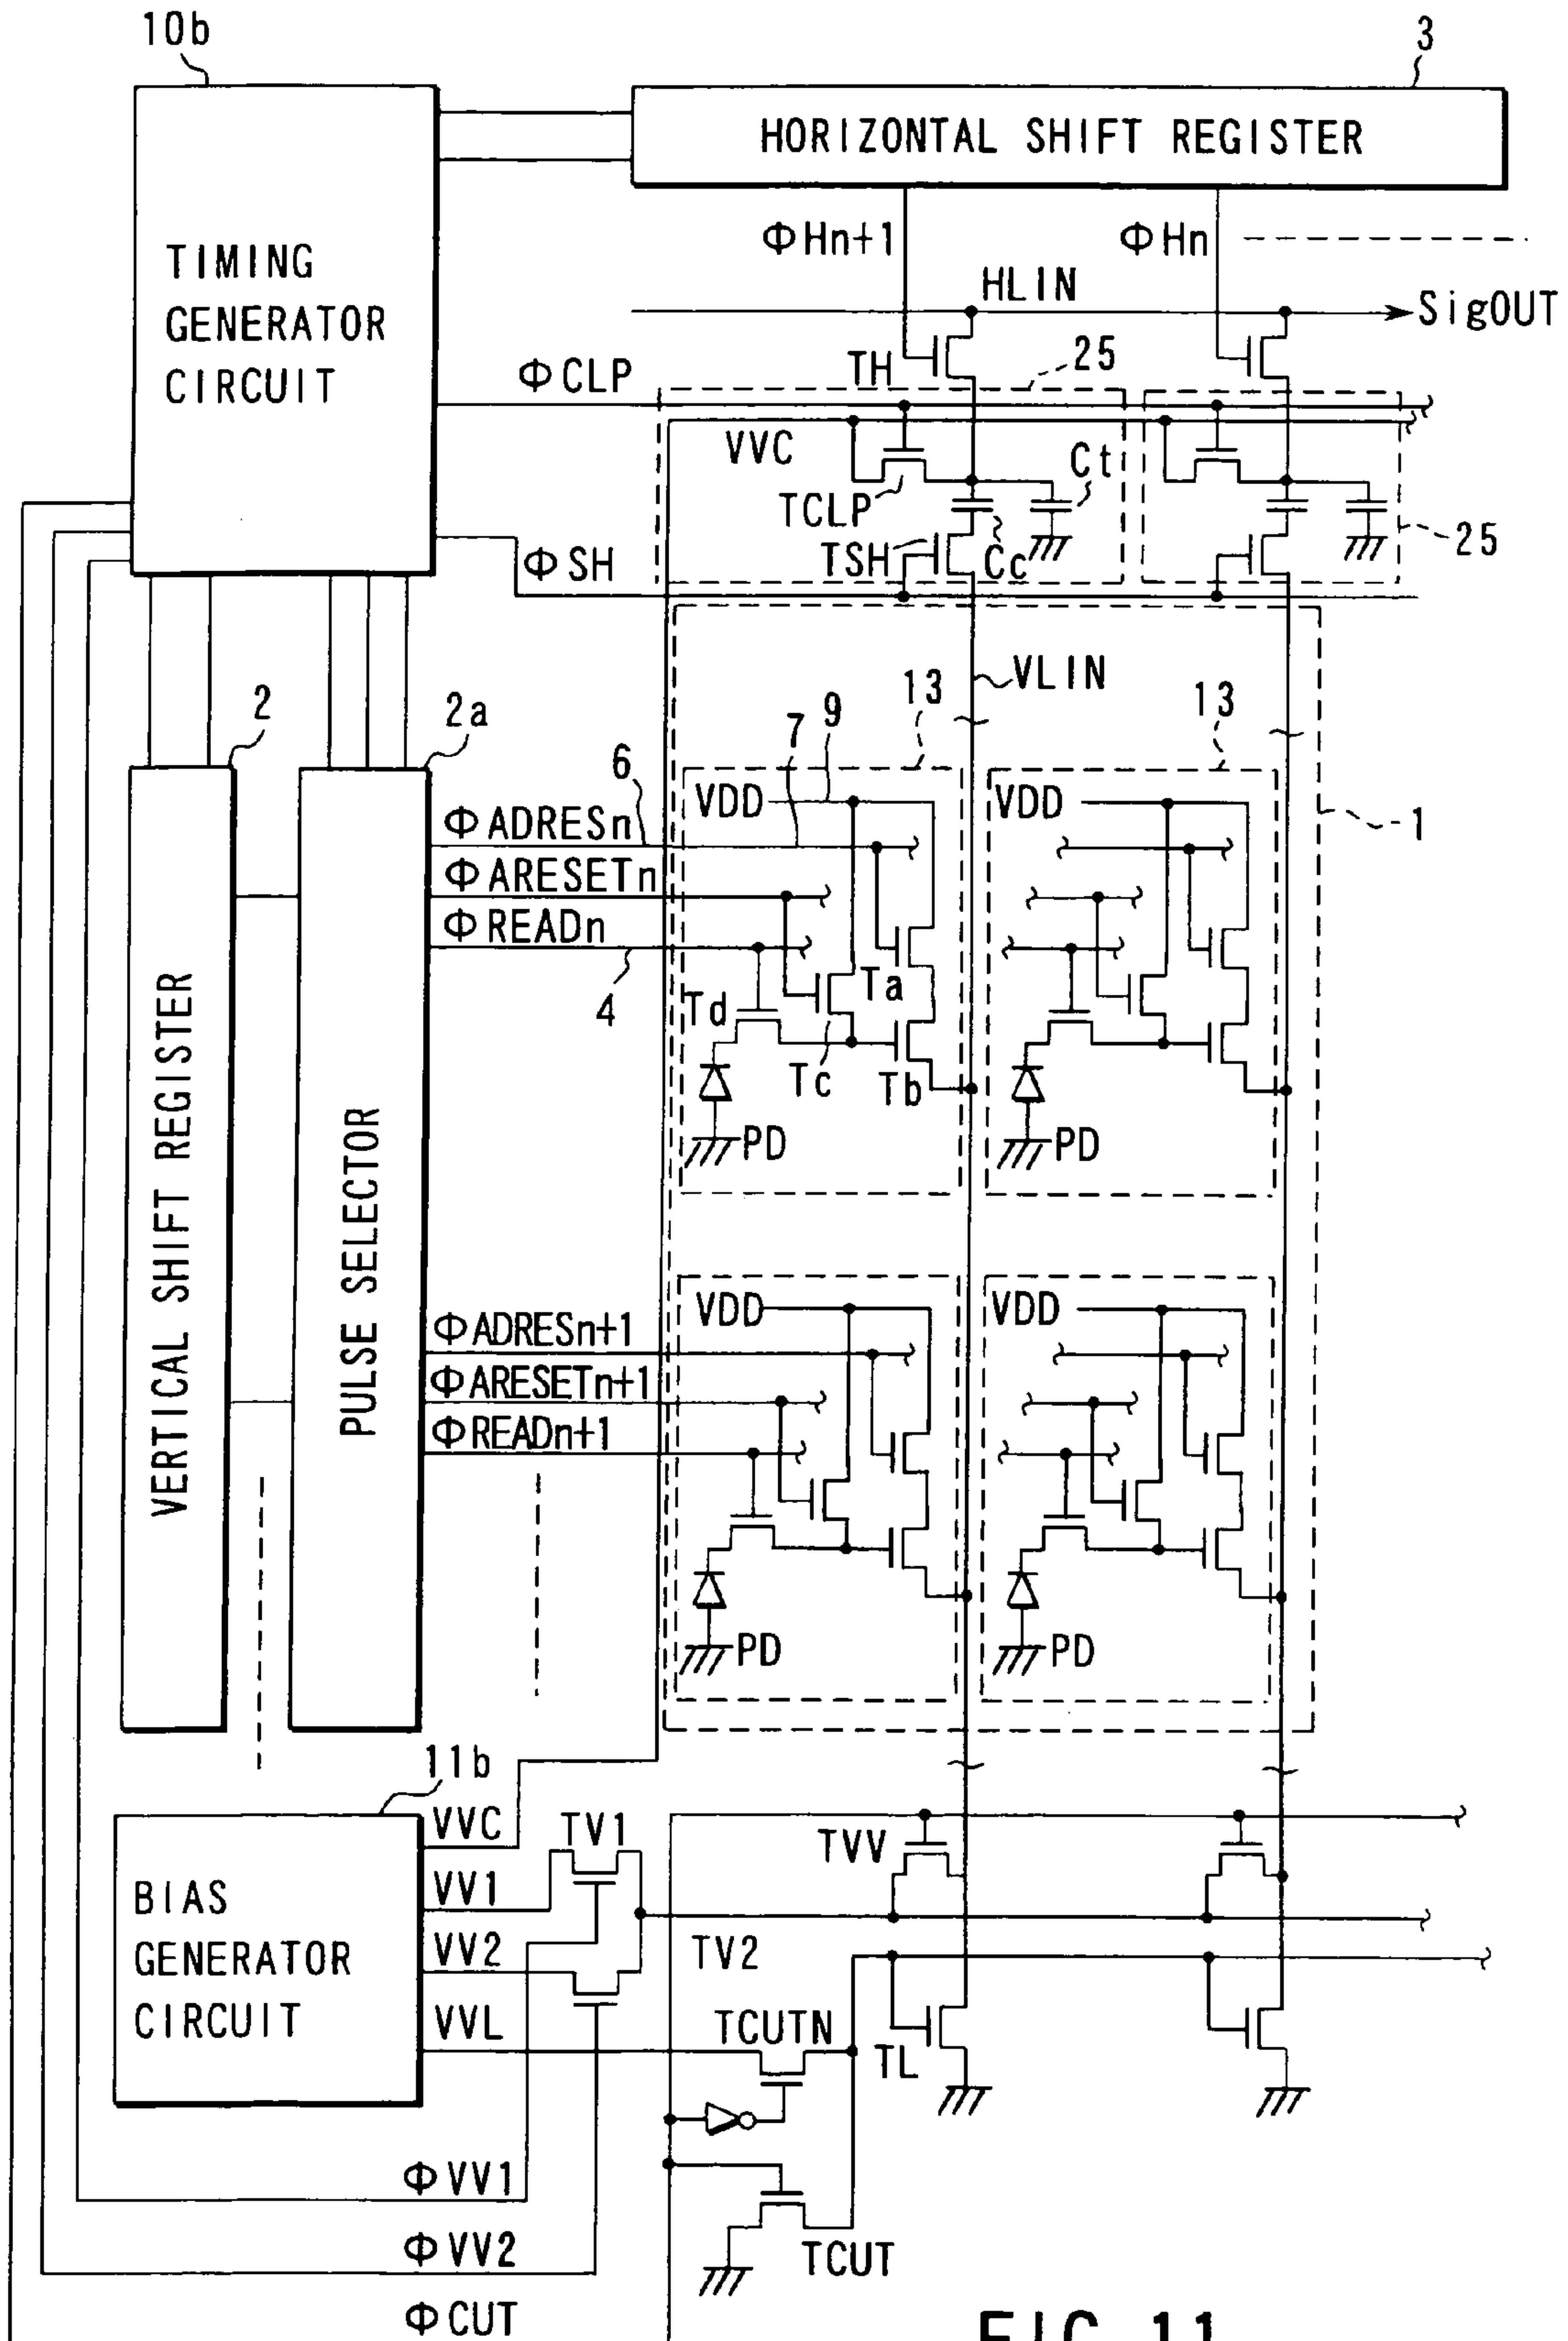 10b
3
HORIZONTAL SHIFT REGISTER
TIMING
GENERATOR
CIRCUIT
ΦHn+1
ΦHn
HLIN
SigOUT
TH
25
ΦCLP
VVC
TCLP
Ct
TSH
Cc
25
ΦSH
VLIN
2
2a
6
7
9
13
13
1
VDD
VDD
ΦADRESn
ΦARESETn
ΦREADn
4
Td
Ta
Tc
Tb
PD
PD
VERTICAL SHIFT REGISTER
PULSE SELECTOR
VDD
VDD
ΦADRESn+1
ΦARESETn+1
ΦREADn+1
PD
PD
11b
VVC
TV1
TVV
VV1
BIAS
GENERATOR
CIRCUIT
VV2
TV2
VVL
TCUTN
TL
ΦVV1
ΦVV2
TCUT
ΦCUT
FIG. 11